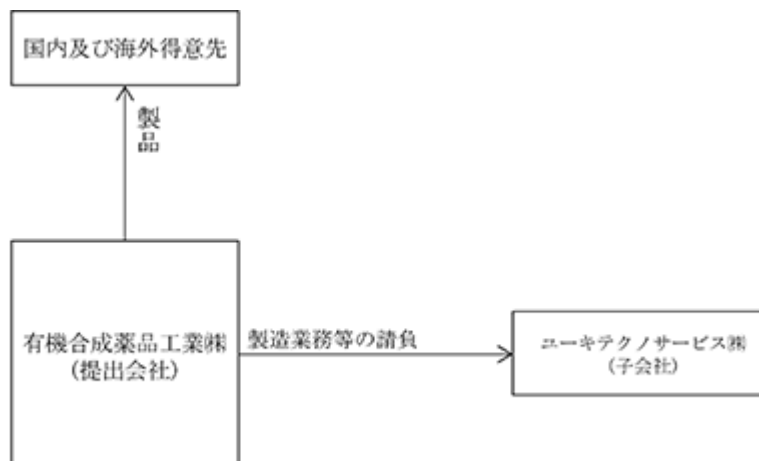 国内及び海外得意先
製品
有機合成薬品工業㈱
(提出会社)
製造業務等の請負
ユーキテクノサービス㈱
(子会社)